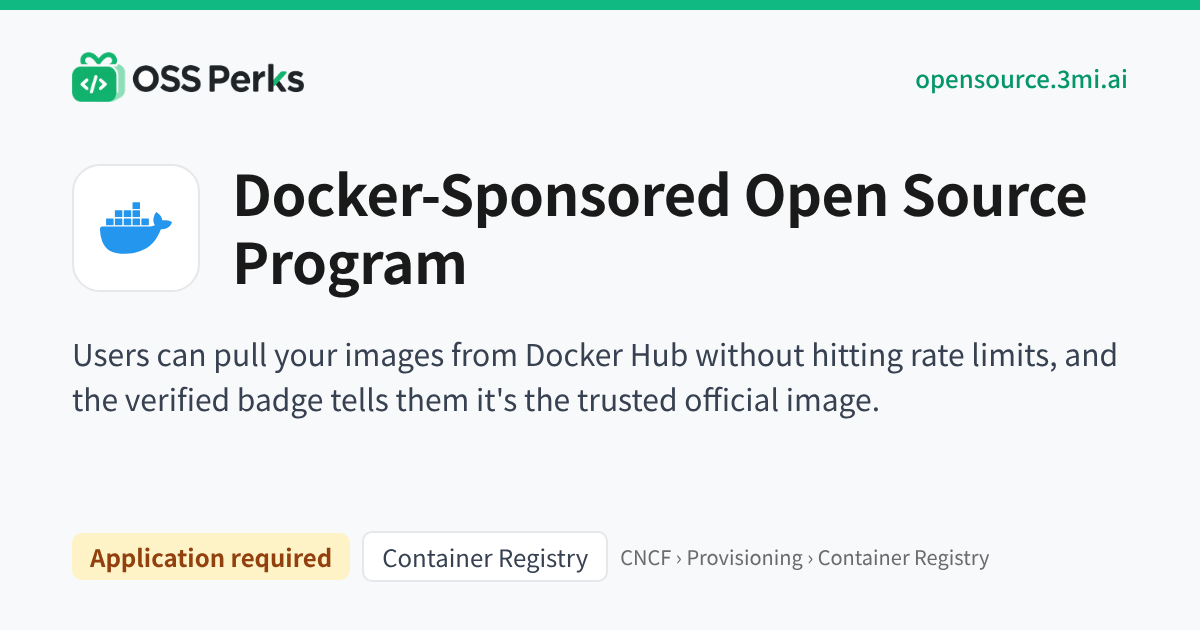 </> OSS Perks
opensource.3mi.ai
Docker-Sponsored Open Source
Program
Users can pull your images from Docker Hub without hitting rate limits, and
the verified badge tells them it's the trusted official image.
Application required
Container Registry
CNCF › Provisioning › Container Registry